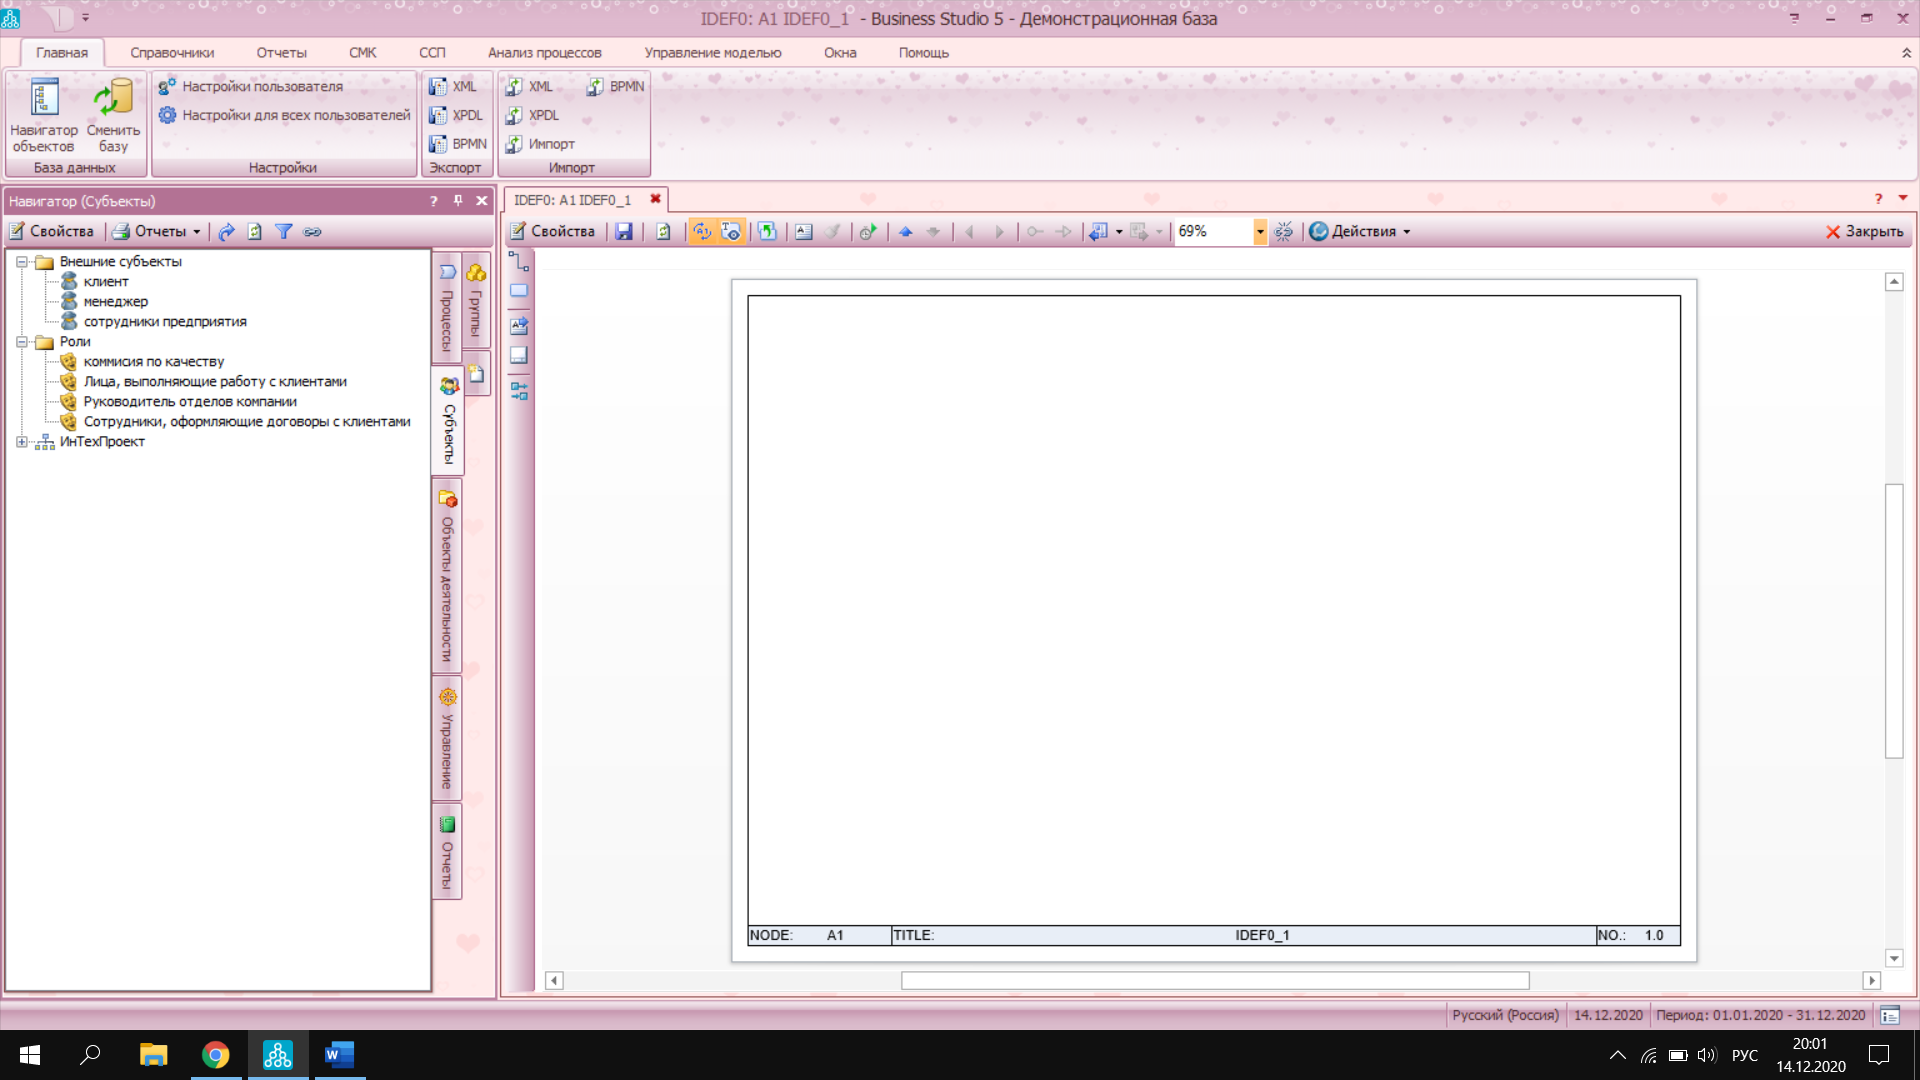 IDEF0: A1 IDEF0_1 - Business Studio 5 - Демонстрационная база
Главная Справочники Отчеты СМК ССП Анализ процессов Управление моделью Окна Помощь
Навигатор объектов
Сменить базу
База данных
Настройки пользователя
Настройки для всех пользователей
Настройки
XML
XPDL
BPMN
Экспорт
XML BPMN
XPDL
Импорт
Импорт
Навигатор (Субъекты)
Свойства Отчеты
Внешние субъекты
клиент
менеджер
сотрудники предприятия
Роли
коммисия по качеству
Лица, выполняющие работу с клиентами
Руководитель отделов компании
Сотрудники, оформляющие договоры с клиентами
ИнТехПроект
Процессы
Группы
Субъекты
Объекты деятельности
Управление
Отчеты
IDEF0: A1 IDEF0_1
Свойства 69% Действия Закрыть
NODE: A1 TITLE: IDEF0_1 NO.: 1.0
Русский (Россия) 14.12.2020 Период: 01.01.2020 - 31.12.2020
РУС
20:01
14.12.2020